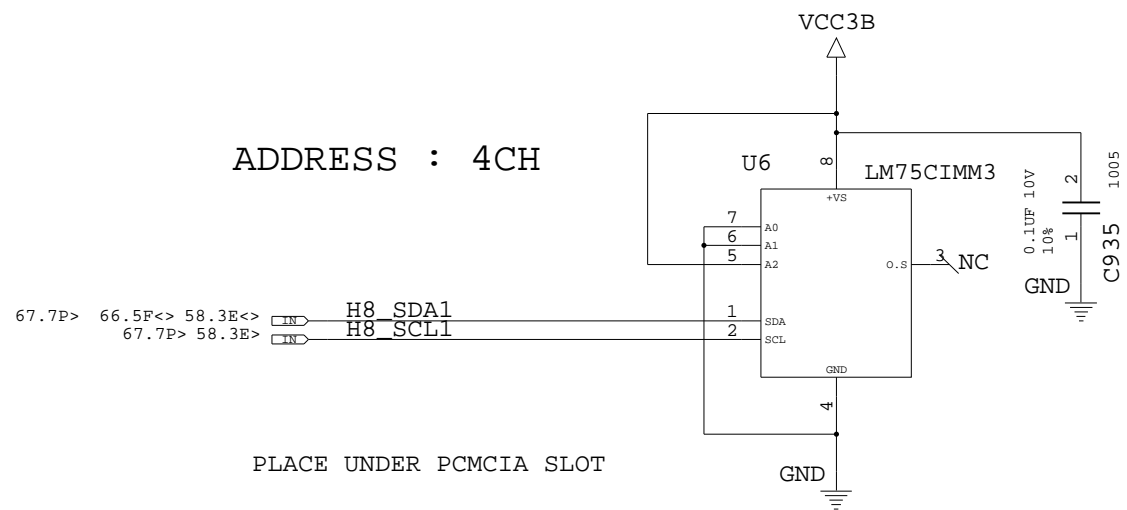 VCC3B
ADDRESS : 4CH
U6
8
LM75CIMM3
+VS
7
A0
6
A1
5
A2
O.S
3
NC
2
1005
0.1UF 10V
10%
1
C935
GND
67.7P> 66.5F<> 58.3E<>
IN
H8_SDA1
1
SDA
67.7P> 58.3E>
IN
H8_SCL1
2
SCL
GND
4
PLACE UNDER PCMCIA SLOT
GND